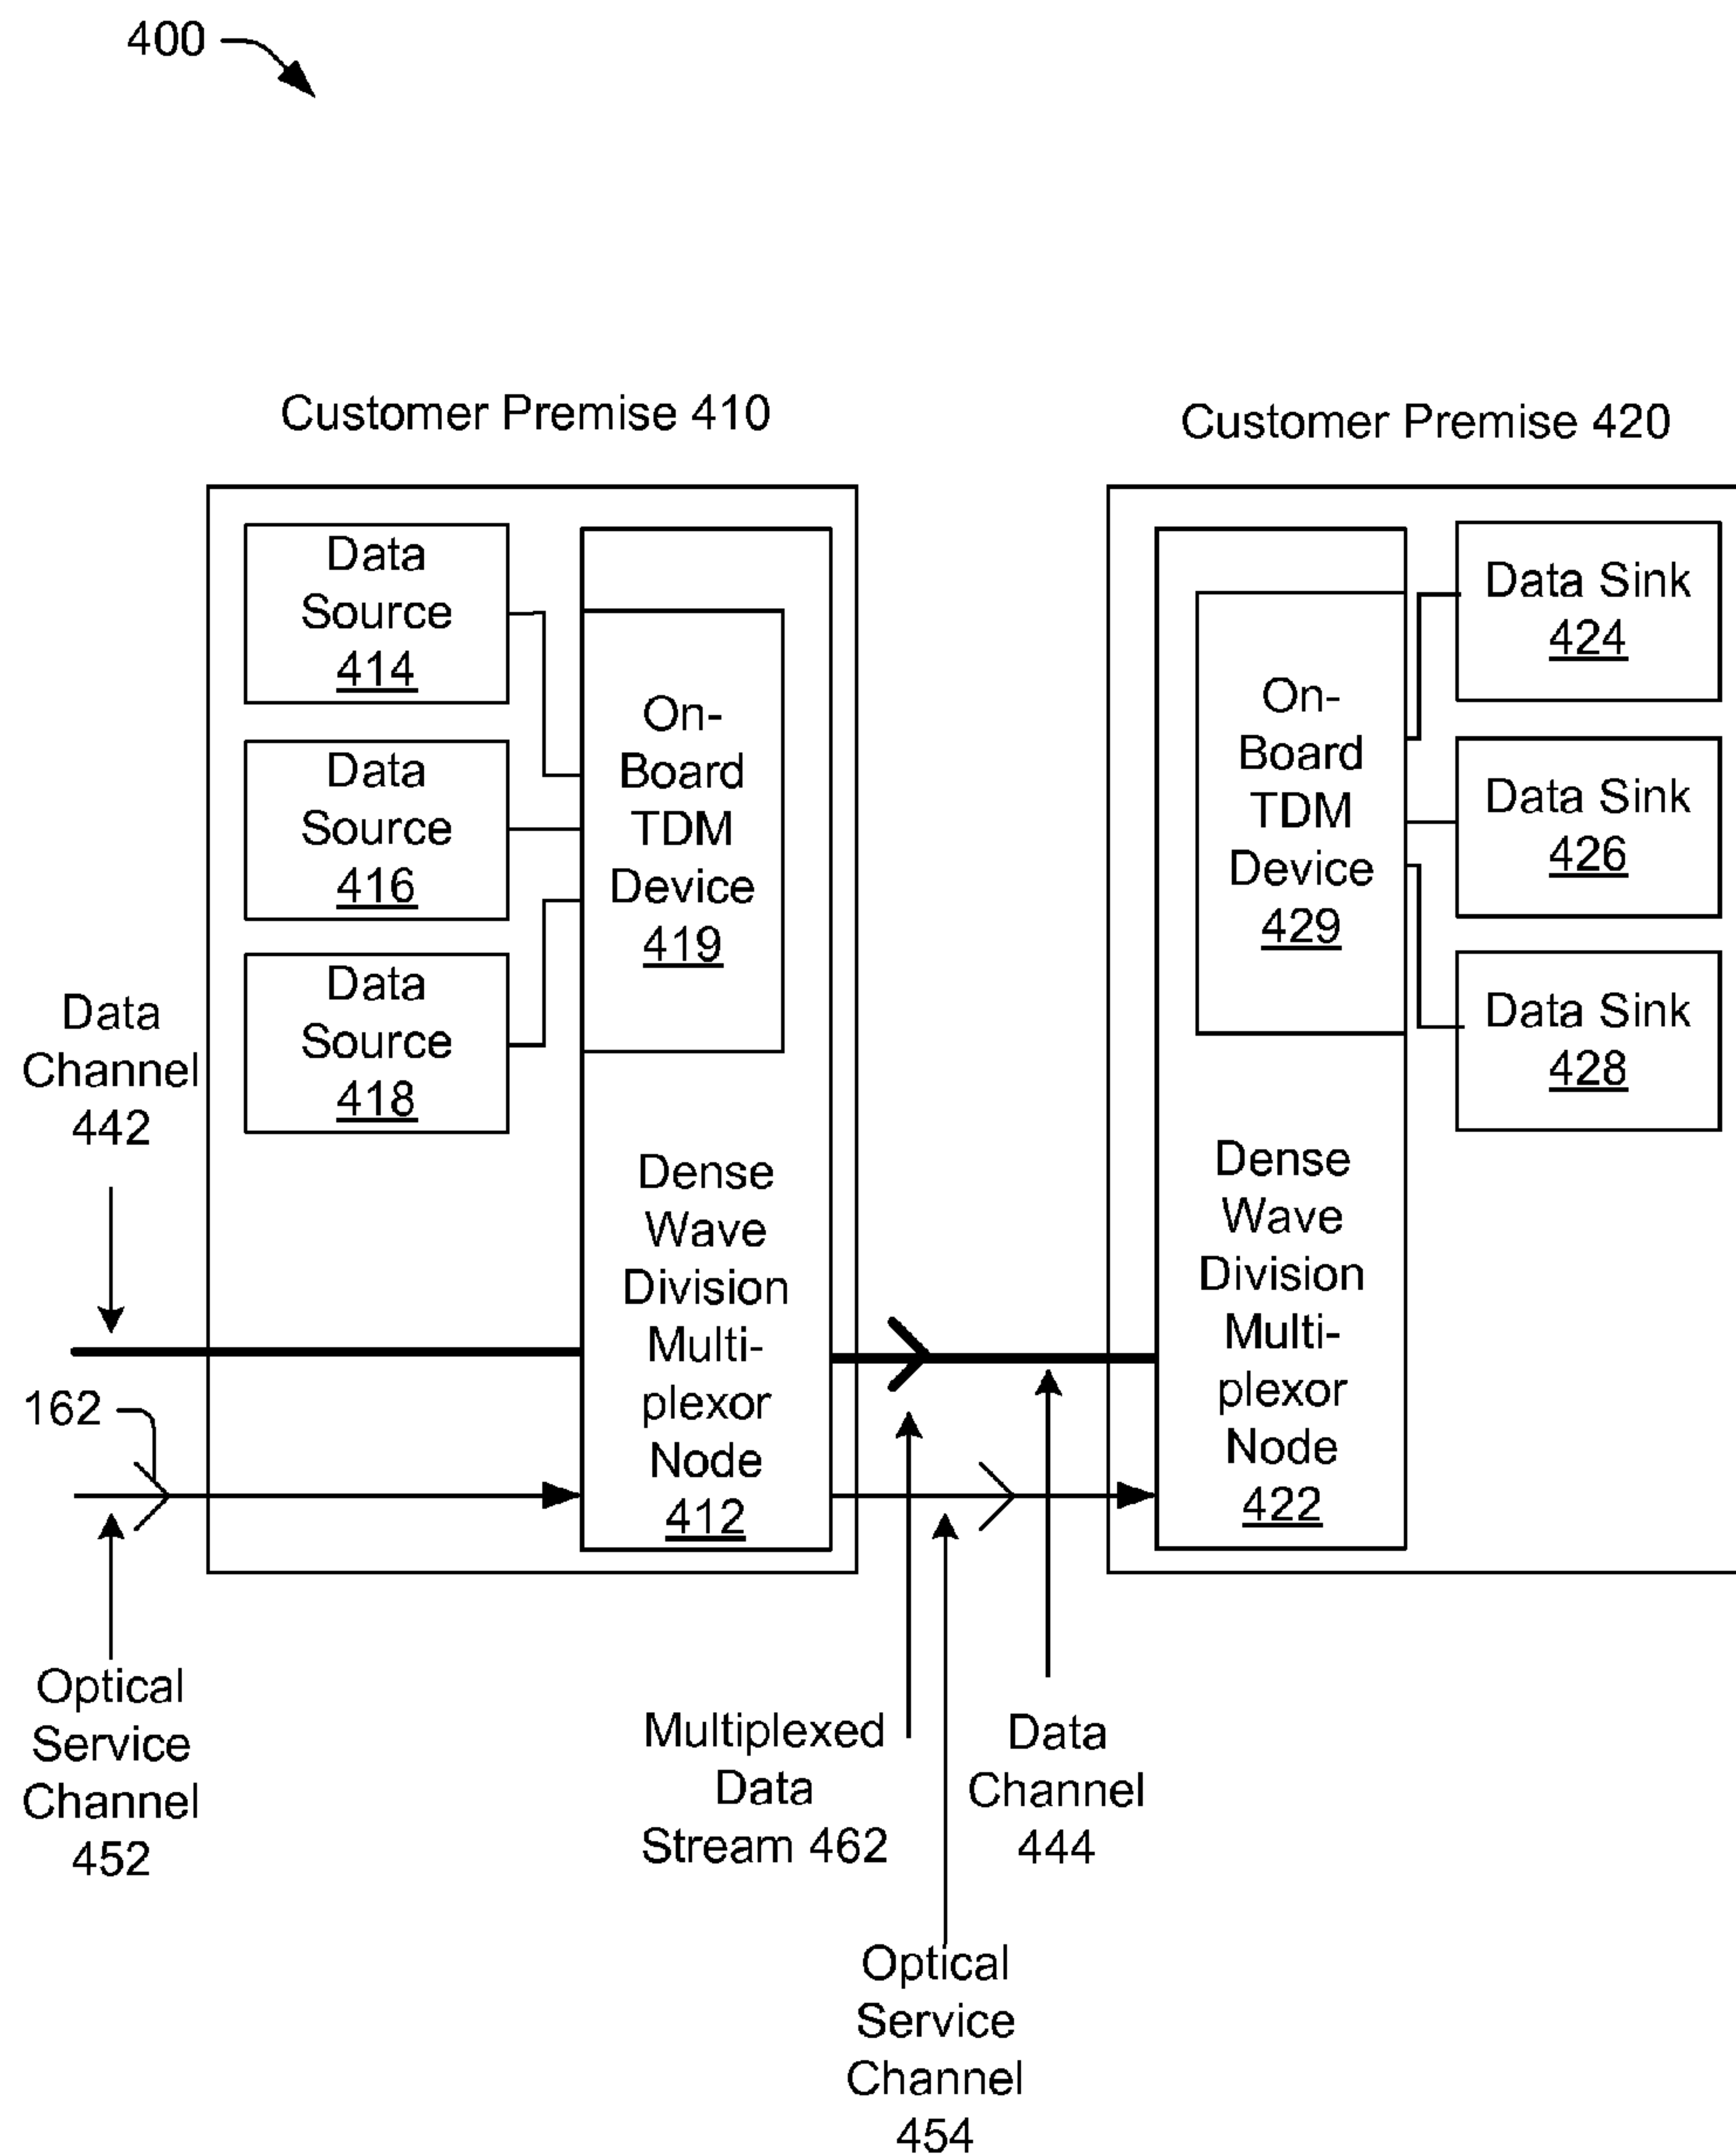 400
Customer Premise 410
Customer Premise 420
Data
Source
414
Data
Source
416
Data
Source
418
On-
Board
TDM
Device
419
Dense
Wave
Division
Multi-
plexor
Node
412
On-
Board
TDM
Device
429
Dense
Wave
Division
Multi-
plexor
Node
422
Data Sink
424
Data Sink
426
Data Sink
428
Data
Channel
442
162
Optical
Service
Channel
452
Multiplexed
Data
Stream 462
Data
Channel
444
Optical
Service
Channel
454